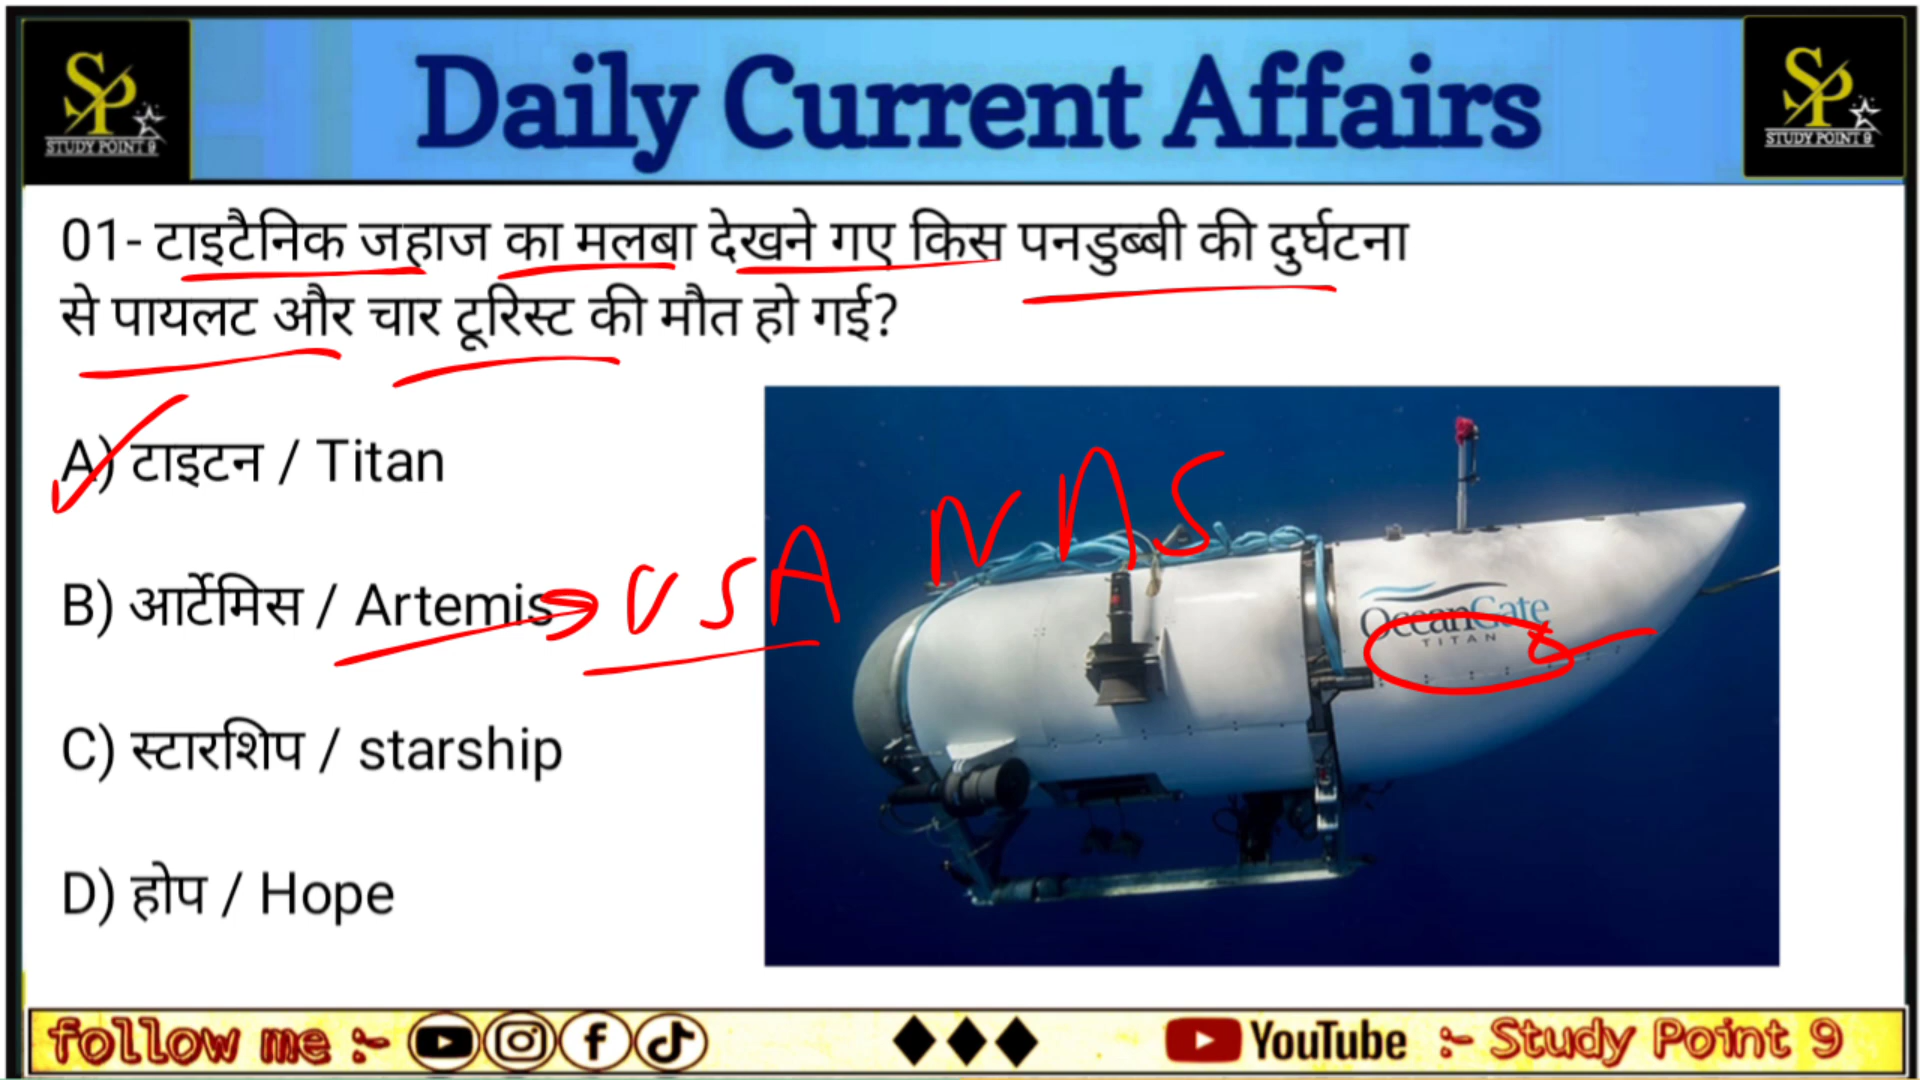 SP
STUDY POINT 9
Daily Current Affairs
SP
STUDY POINT 9
01- टाइटैनिक जहाज का मलबा देखने गए किस पनडुब्बी की दुर्घटना
से पायलट और चार टूरिस्ट की मौत हो गई?
A) टाइटन / Titan
B) आर्टेमिस / Artemis
USA
C) स्टारशिप / starship
D) होप / Hope
OceanGate
TITAN
follow me :-
YouTube :- Study Point 9